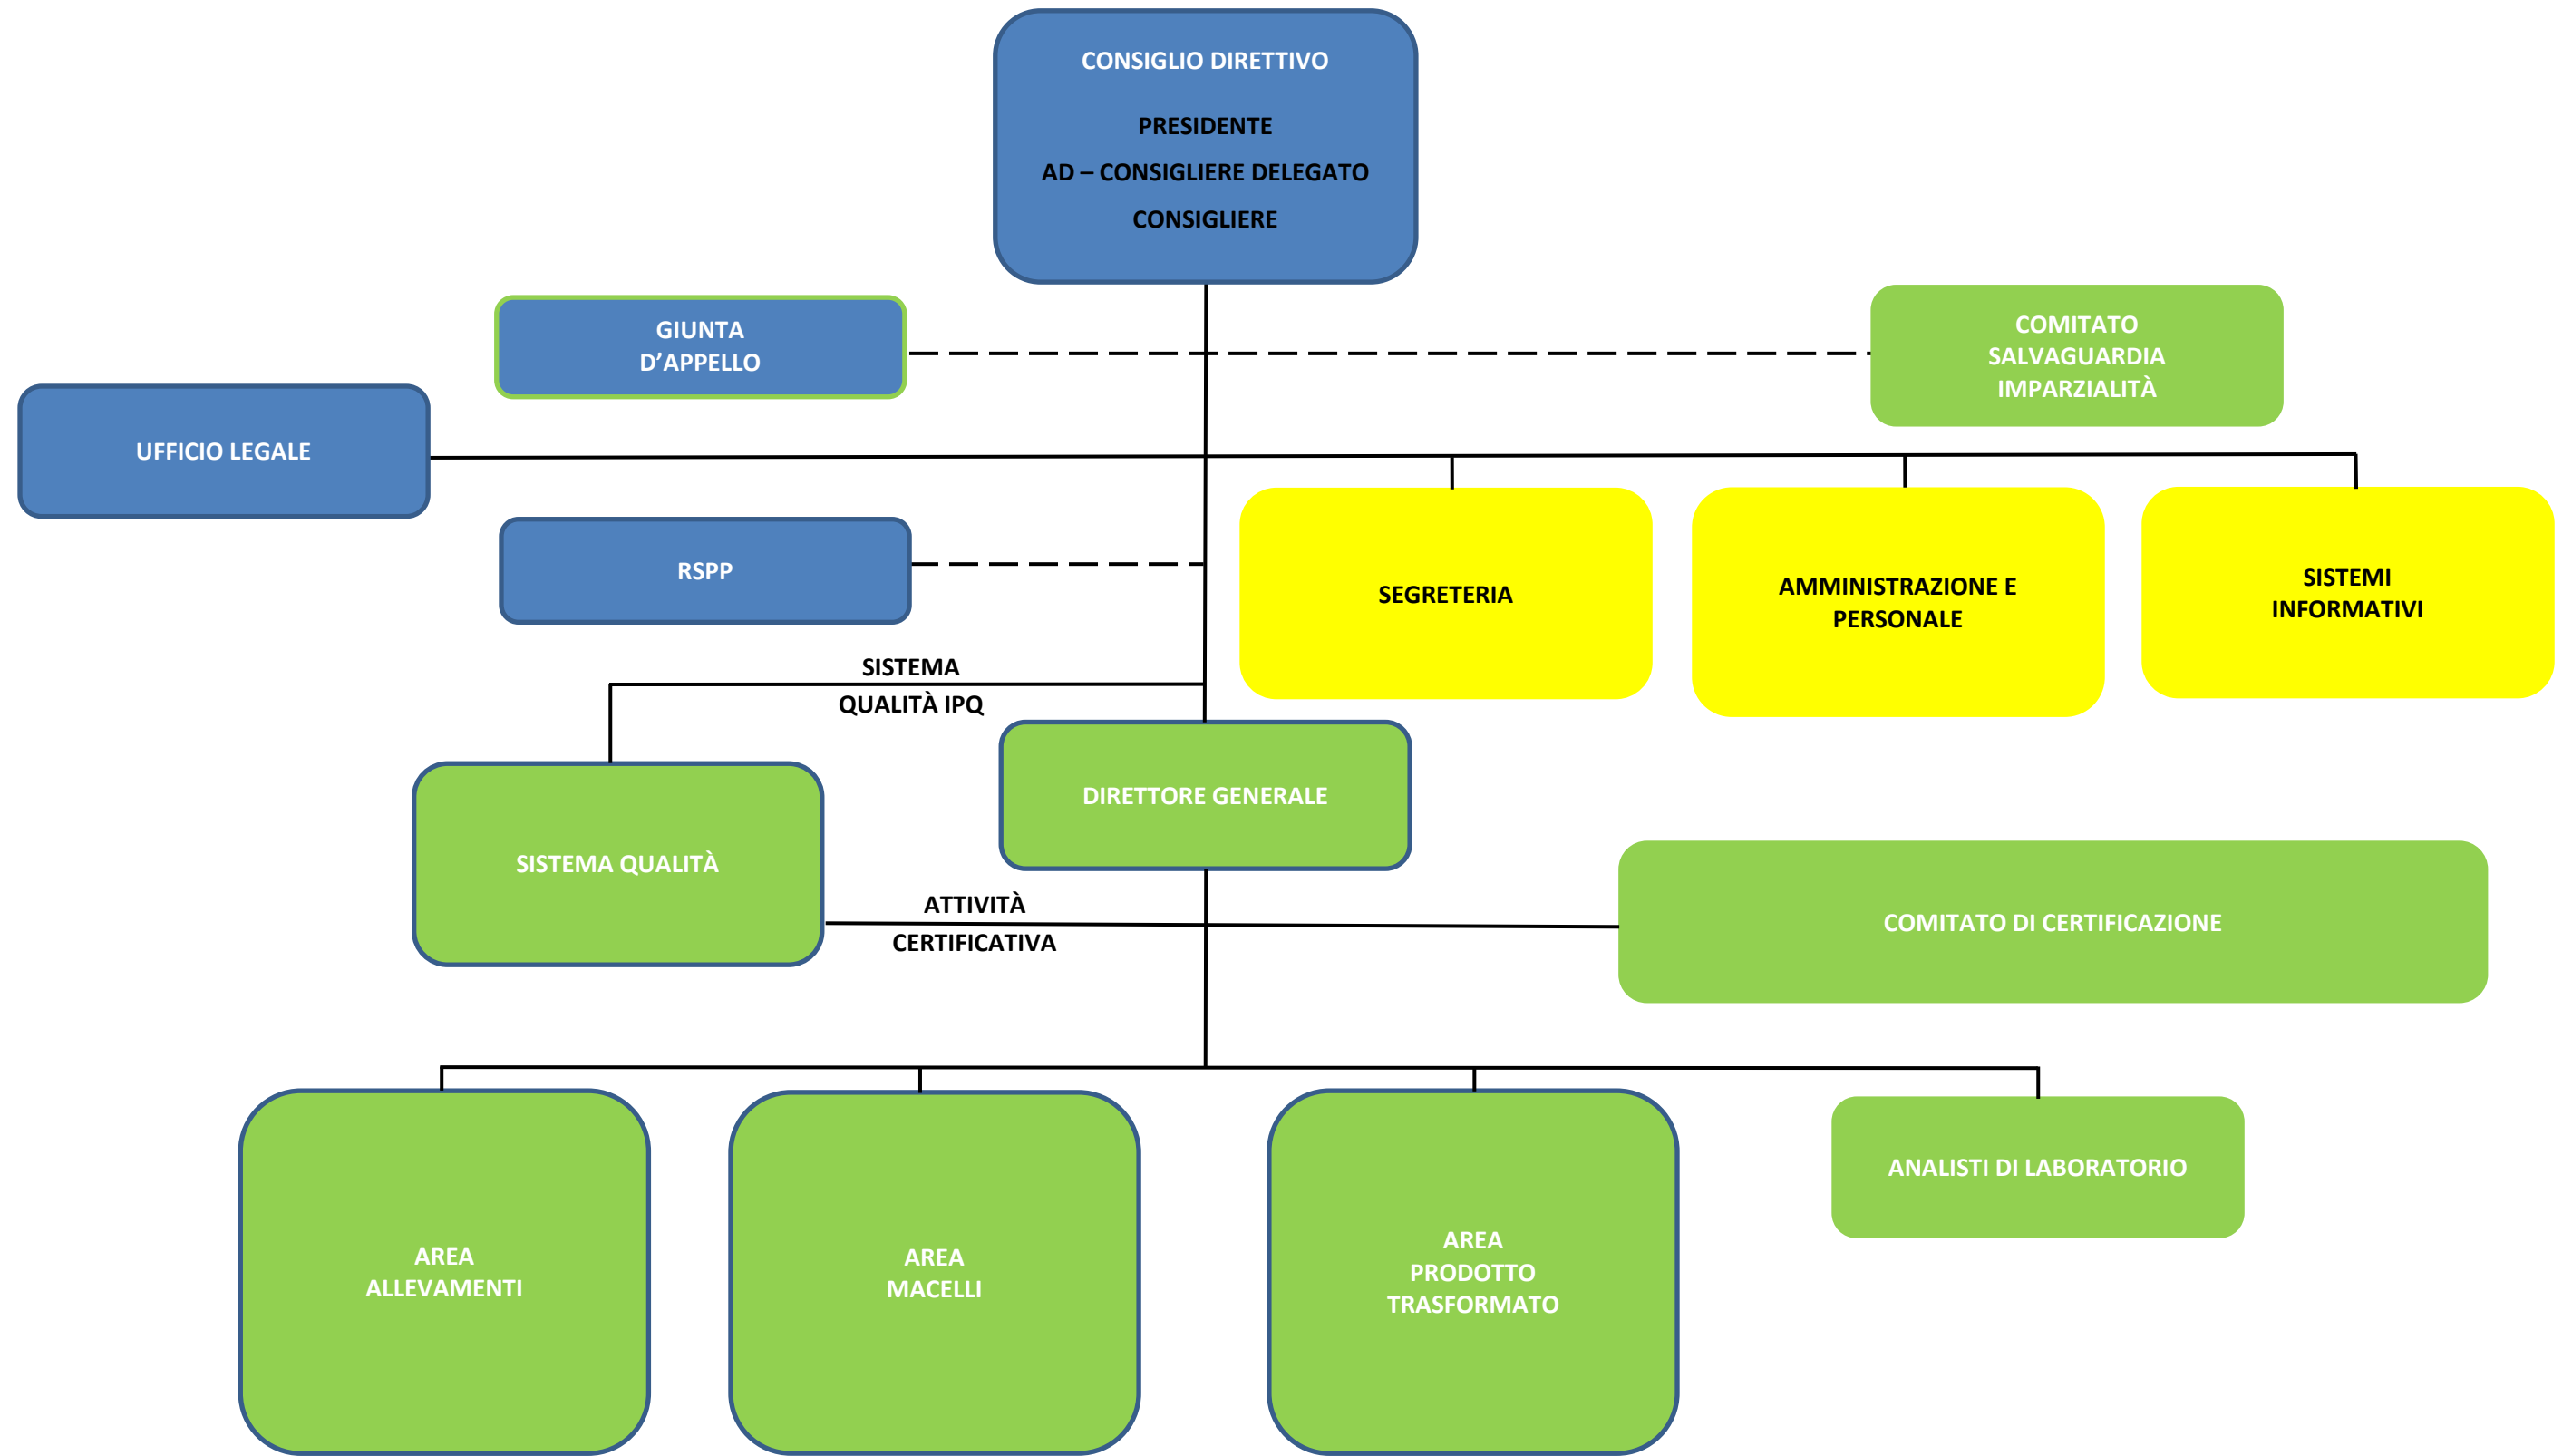 CONSIGLIO DIRETTIVO
PRESIDENTE
AD – CONSIGLIERE DELEGATO
CONSIGLIERE
GIUNTA
D’APPELLO
COMITATO
SALVAGUARDIA
IMPARZIALITÀ
UFFICIO LEGALE
RSPP
SEGRETERIA
AMMINISTRAZIONE E
PERSONALE
SISTEMI
INFORMATIVI
SISTEMA
QUALITÀ IPQ
DIRETTORE GENERALE
SISTEMA QUALITÀ
ATTIVITÀ
CERTIFICATIVA
COMITATO DI CERTIFICAZIONE
AREA
ALLEVAMENTI
AREA
MACELLI
AREA
PRODOTTO
TRASFORMATO
ANALISTI DI LABORATORIO